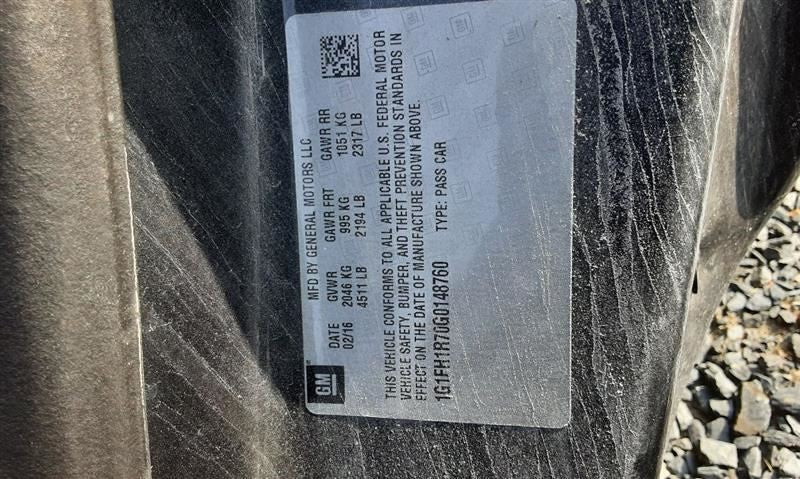 GM
MFD BY GENERAL MOTORS LLC
DATE GVWR GAWR FRT GAWR RR
02/16 2046 KG 995 KG 1051 KG
4511 LB 2194 LB 2317 LB
THIS VEHICLE CONFORMS TO ALL APPLICABLE U.S. FEDERAL MOTOR
VEHICLE SAFETY, BUMPER, AND THEFT PREVENTION STANDARDS IN
EFFECT ON THE DATE OF MANUFACTURE SHOWN ABOVE.
1G1FH1R70G0148760 TYPE: PASS CAR